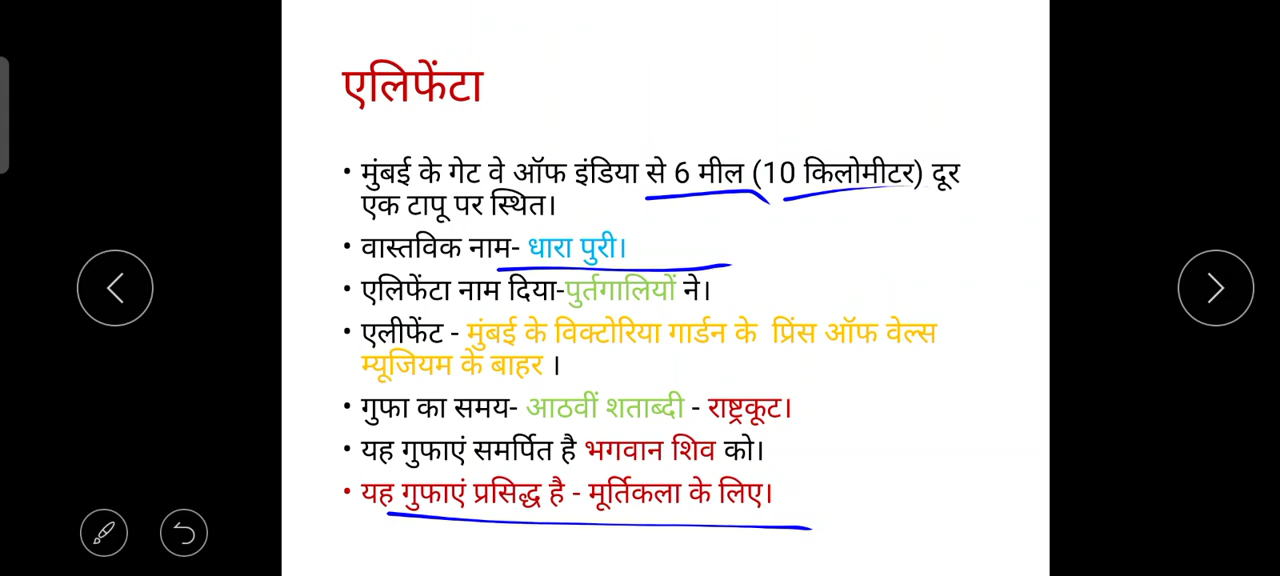 एलिफेंटा
• मुंबई के गेट वे ऑफ इंडिया से 6 मील (10 किलोमीटर) दूर
एक टापू पर स्थित।
• वास्तविक नाम- धारा पुरी।
• एलिफेंटा नाम दिया-पुर्तगालियों ने।
• एलीफेंट - मुंबई के विक्टोरिया गार्डन के प्रिंस ऑफ वेल्स
म्यूजियम के बाहर ।
• गुफा का समय- आठवीं शताब्दी - राष्ट्रकूट।
• यह गुफाएं समर्पित है भगवान शिव को।
• यह गुफाएं प्रसिद्ध है - मूर्तिकला के लिए।